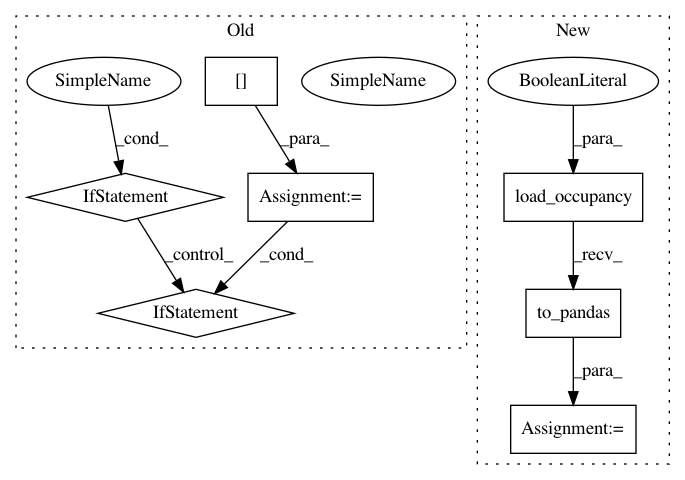 Old
New
SimpleName
[]
SimpleName
BooleanLiteral
_cond_
_para_
_para_
IfStatement
Assignment:=
load_occupancy
_control_
_cond_
_recv_
IfStatement
to_pandas
_para_
Assignment:=